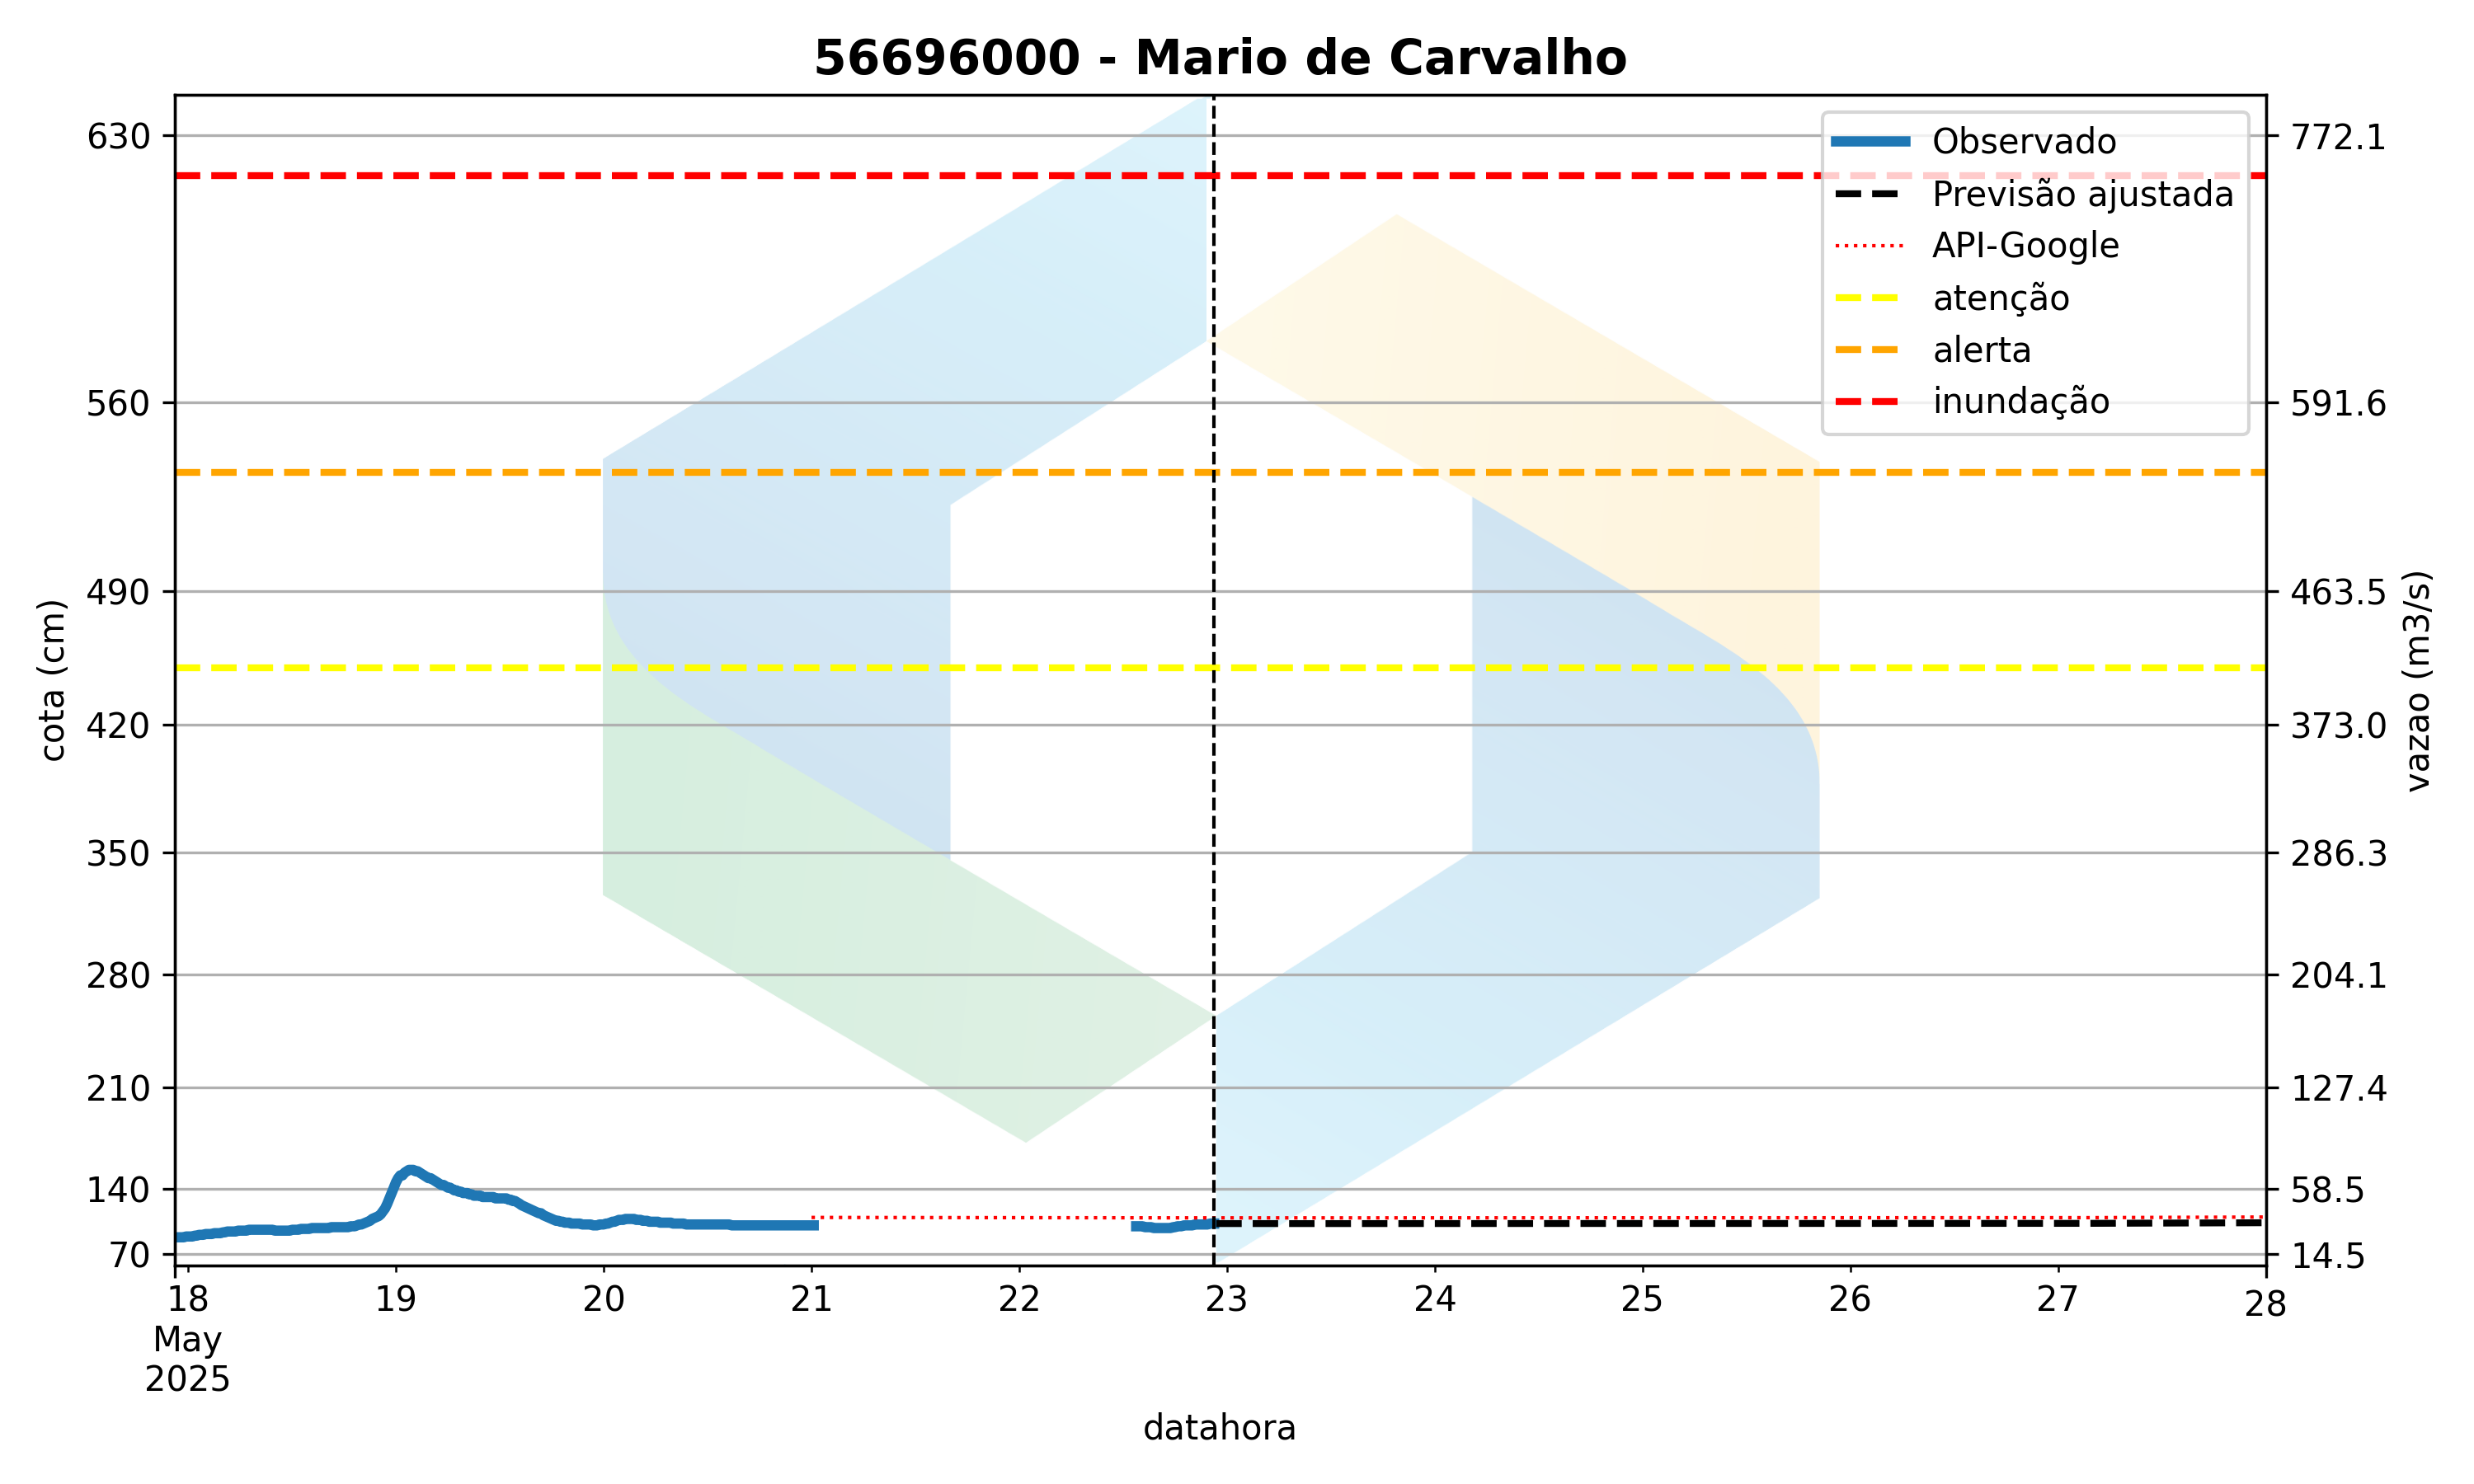 56696000 - Mario de Carvalho
Observado
Previsão ajustada
API-Google
atenção
alerta
inundação
cota (cm)
630
560
490
420
350
280
210
140
70
vazao (m3/s)
772.1
591.6
463.5
373.0
286.3
204.1
127.4
58.5
14.5
18 19 20 21 22 23 24 25 26 27 28
May
2025
datahora